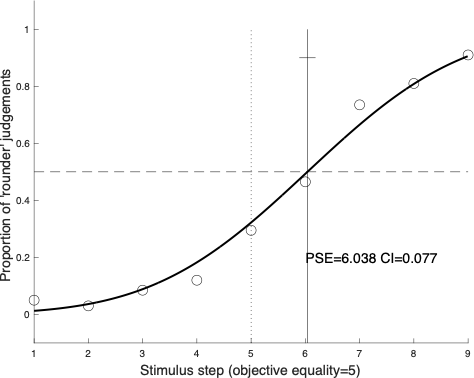 Proportion of 'rounder' judgements
1
0.8
0.6
0.4
0.2
0
PSE=6.038 CI=0.077
1 2 3 4 5 6 7 8 9
Stimulus step (objective equality=5)